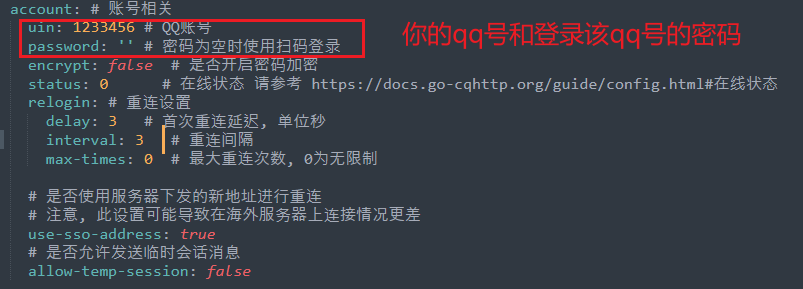 account: # 账号相关
uin: 1233456 # QQ账号
password: '' # 密码为空时使用扫码登录
你的qq号和登录该qq号的密码
encrypt: false # 是否开启密码加密
status: 0 # 在线状态 请参考 https://docs.go-cqhttp.org/guide/config.html#在线状态
relogin: # 重连设置
delay: 3 # 首次重连延迟, 单位秒
interval: 3 # 重连间隔
max-times: 0 # 最大重连次数, 0为无限制
# 是否使用服务器下发的新地址进行重连
# 注意, 此设置可能导致在海外服务器上连接情况更差
use-sso-address: true
# 是否允许发送临时会话消息
allow-temp-session: false